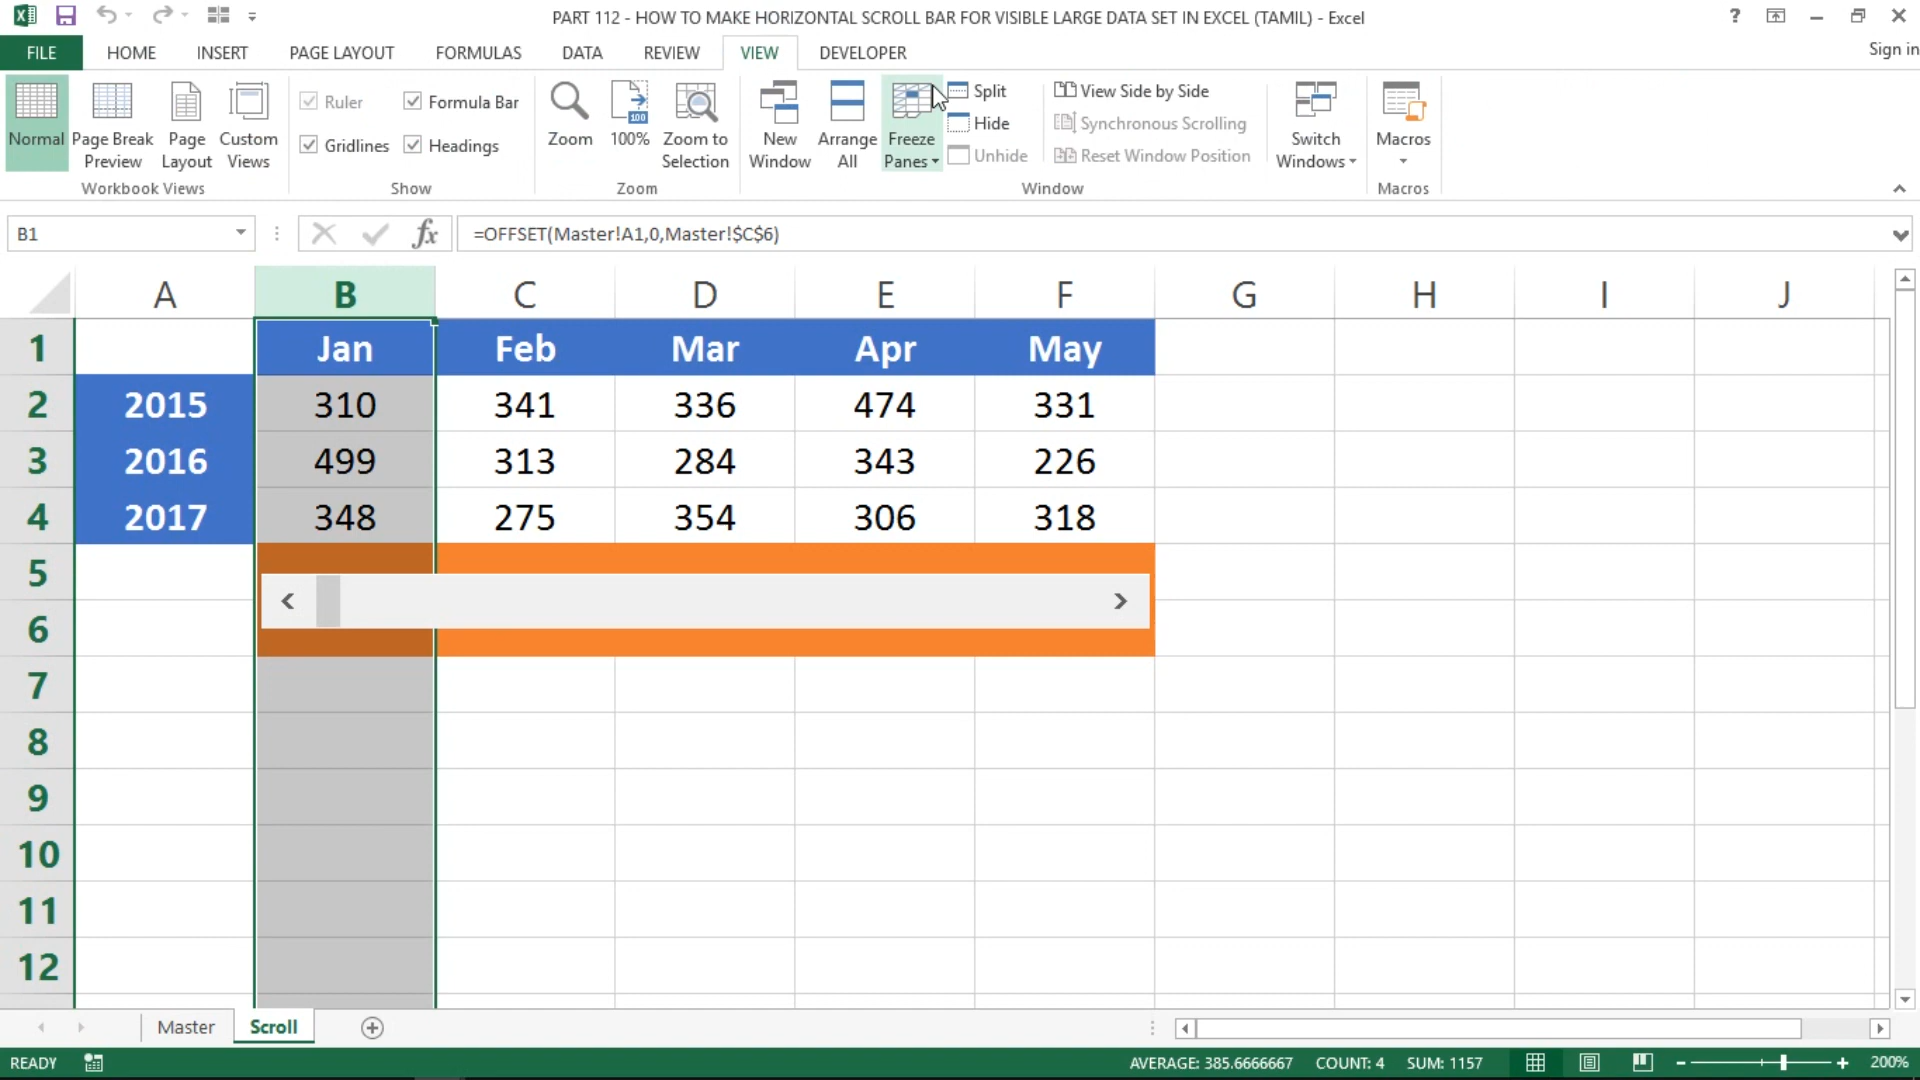 PART 112 - HOW TO MAKE HORIZONTAL SCROLL BAR FOR VISIBLE LARGE DATA SET IN EXCEL (TAMIL) - Excel
FILE HOME INSERT PAGE LAYOUT FORMULAS DATA REVIEW VIEW DEVELOPER Sign in
Normal
Page Break Preview
Page Layout
Custom Views
Workbook Views
Ruler
Formula Bar
Gridlines
Headings
Show
Zoom
100%
Zoom to Selection
Zoom
New Window
Arrange All
Freeze Panes
Split
Hide
Unhide
View Side by Side
Synchronous Scrolling
Reset Window Position
Window
Switch Windows
Macros
Macros
B1 fx =OFFSET(Master!A1,0,Master!$C$6)
A B C D E F G H I J
1 Jan Feb Mar Apr May
2 2015 310 341 336 474 331
3 2016 499 313 284 343 226
4 2017 348 275 354 306 318
5
6
7
8
9
10
11
12
Master Scroll
READY AVERAGE: 385.6666667 COUNT: 4 SUM: 1157 200%